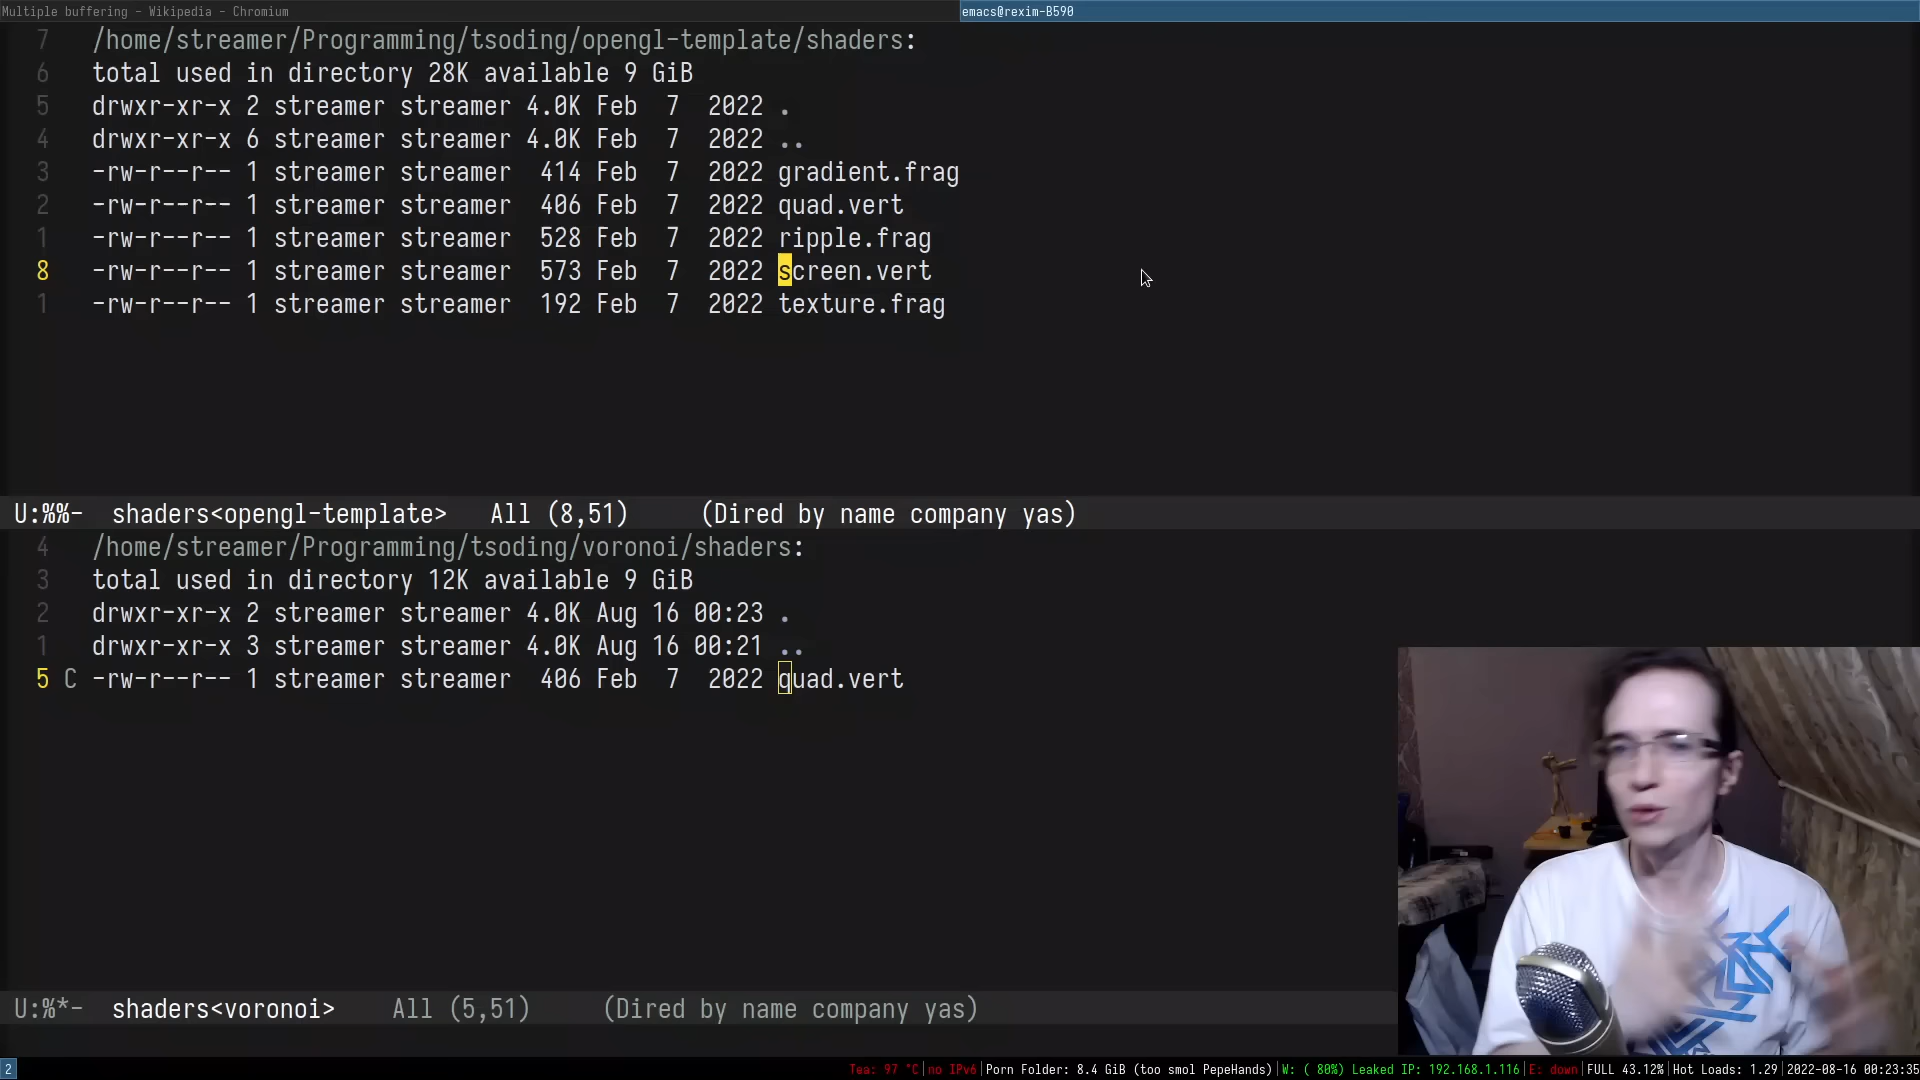 Multiple buffering - Wikipedia - Chromium
emacs@rexim-B590
7 /home/streamer/Programming/tsoding/opengl-template/shaders:
6 total used in directory 28K available 9 GiB
5 drwxr-xr-x 2 streamer streamer 4.0K Feb  7  2022 .
4 drwxr-xr-x 6 streamer streamer 4.0K Feb  7  2022 ..
3 -rw-r--r-- 1 streamer streamer  414 Feb  7  2022 gradient.frag
2 -rw-r--r-- 1 streamer streamer  406 Feb  7  2022 quad.vert
1 -rw-r--r-- 1 streamer streamer  528 Feb  7  2022 ripple.frag
8 -rw-r--r-- 1 streamer streamer  573 Feb  7  2022 screen.vert
1 -rw-r--r-- 1 streamer streamer  192 Feb  7  2022 texture.frag
U:%%-  shaders<opengl-template>   All (8,51)     (Dired by name company yas)
4 /home/streamer/Programming/tsoding/voronoi/shaders:
3 total used in directory 12K available 9 GiB
2 drwxr-xr-x 2 streamer streamer 4.0K Aug 16 00:23 .
1 drwxr-xr-x 3 streamer streamer 4.0K Aug 16 00:21 ..
5 C -rw-r--r-- 1 streamer streamer  406 Feb  7  2022 quad.vert
U:%*-  shaders<voronoi>    All (5,51)     (Dired by name company yas)
2
Tea: 97 °C|no IPv6|Porn Folder: 8.4 GiB (too smol PepeHands)|W: ( 80%) Leaked IP: 192.168.1.116|E: down|FULL 43.12%|Hot Loads: 1.29|2022-08-16 00:23:35